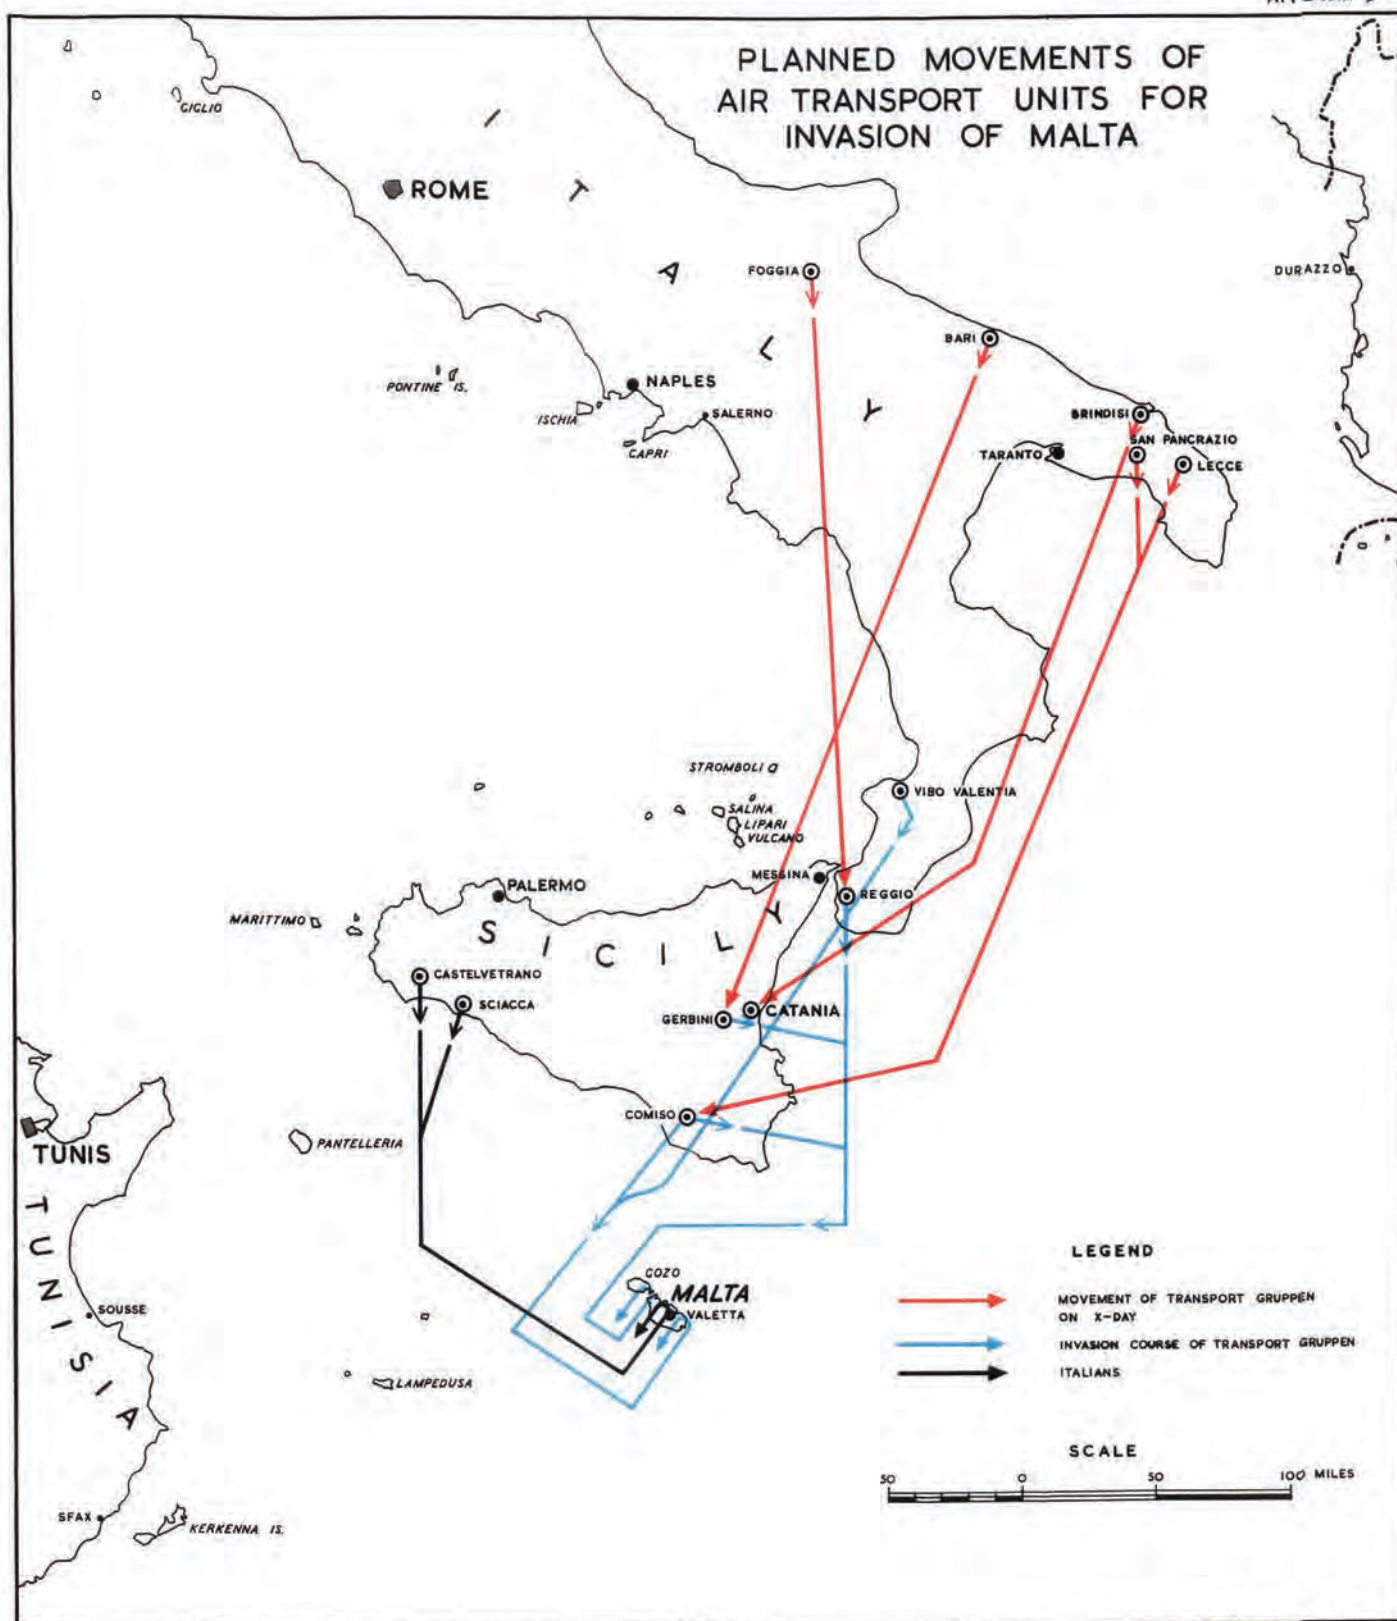 PLANNED MOVEMENTS OF
AIR TRANSPORT UNITS FOR
INVASION OF MALTA
GIGLIO
ITALY
ROME
FOGGIA
DURAZZO
BARI
PONTINE IS.
NAPLES
ISCHIA
SALERNO
CAPRI
BRINDISI
SAN PANCRAZIO
TARANTO
LECCE
STROMBOLI
VIBO VALENTIA
SALINA
LIPARI
VULCANO
MESSINA
PALERMO
REGGIO
MARITTIMO
SICILY
CASTELVETRANO
SCIACCA
GERBINI
CATANIA
COMISO
PANTELLERIA
TUNIS
TUNISIA
GOZO
MALTA
VALETTA
SOUSSE
LAMPEDUSA
SFAX
KERKENNA IS.
LEGEND
MOVEMENT OF TRANSPORT GRUPPEN
ON X-DAY
INVASION COURSE OF TRANSPORT GRUPPEN
ITALIANS
SCALE
50 0 50 100 MILES